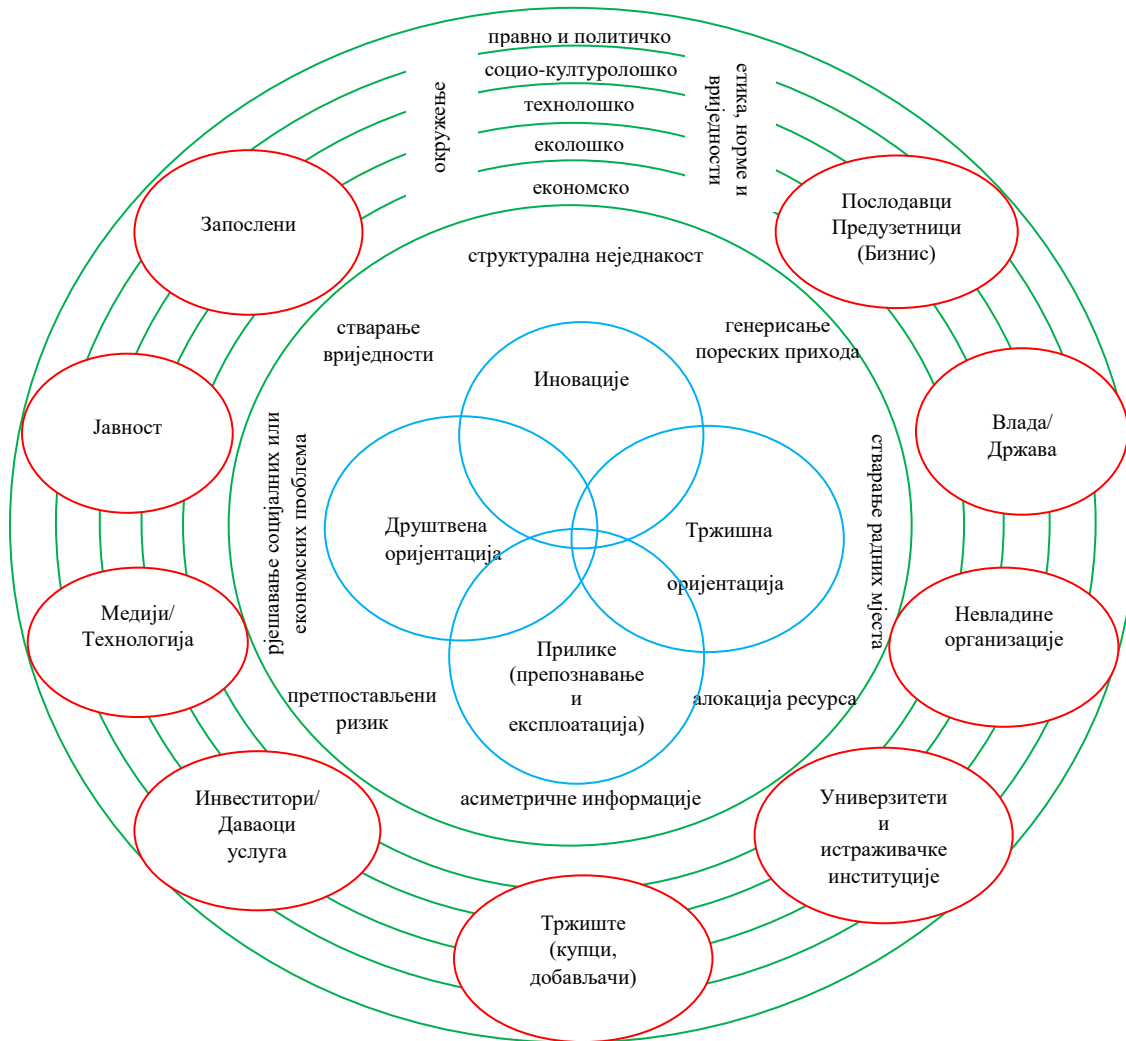 правно и политичко
социо-културолошко
технолошко
еколошко
економско
окружење
етика, норме и
вриједности
Запослени
Послодавци
Предузетници
(Бизнис)
структурална неједнакост
стварање
вриједности
генерисање
пореских прихода
Иновације
Јавност
Влада/
Држава
рјешавање социјалних или
економских проблема
стварање радних мјеста
Друштвена
оријентација
Тржишна
оријентација
Медији/
Технологија
Невладине
организације
Прилике
(препознавање
и
експлоатација)
претпостављени
ризик
алокација ресурса
асиметричне информације
Инвеститори/
Даваоци
услуга
Универзитети
и
истраживачке
институције
Тржиште
(купци,
добављачи)